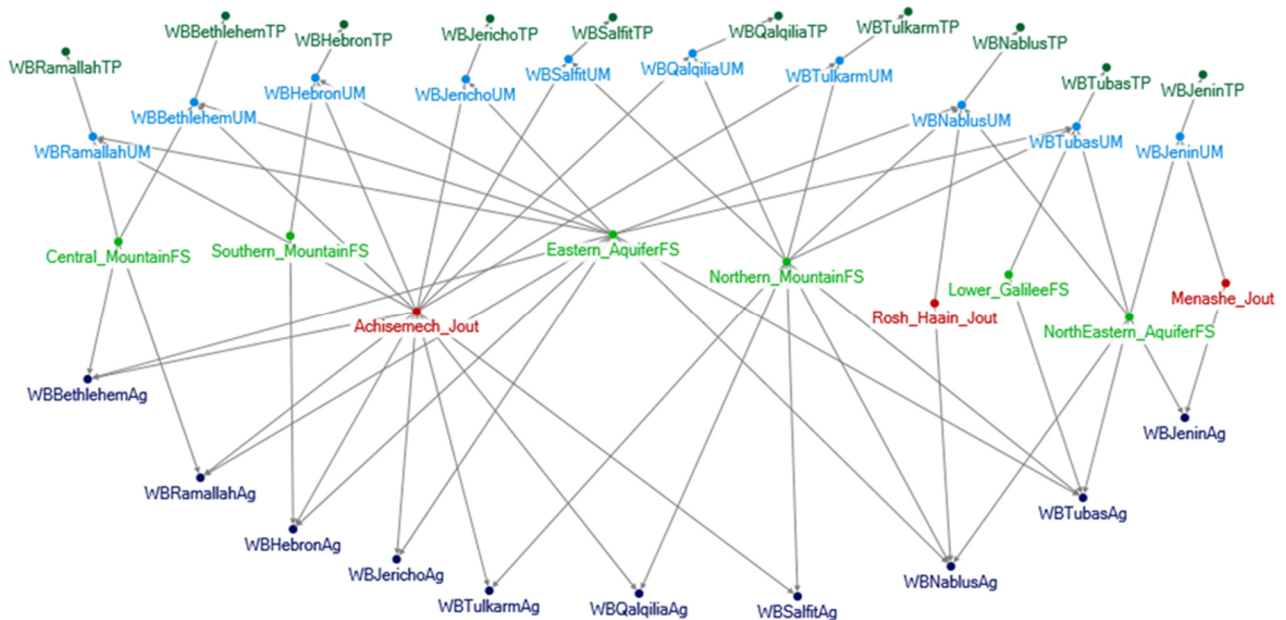 WBBethlehemTP
WBHebronTP
WBJerichoTP
WBSalfitTP
WBQalqiliaTP
WBTulkarmTP
WBNablusTP
WBRamallahTP
WBTubasTP
WBJeninTP
WBHebronUM
WBJerichoUM
WBSalfitUM
WBQalqiliaUM
WBTulkarmUM
WBBethlehemUM
WBNablusUM
WBRamallahUM
WBTubasUM
WBJeninUM
Central_MountainFS
Southern_MountainFS
Eastern_AquiferFS
Northern_MountainFS
Lower_GalileeFS
Menashe_Jout
Achisemech_Jout
Rosh_Haain_Jout
NorthEastern_AquiferFS
WBBethlehemAg
WBJeninAg
WBRamallahAg
WBTubasAg
WBHebronAg
WBJerichoAg
WBNablusAg
WBTulkarmAg
WBQalqiliaAg
WBSalfitAg